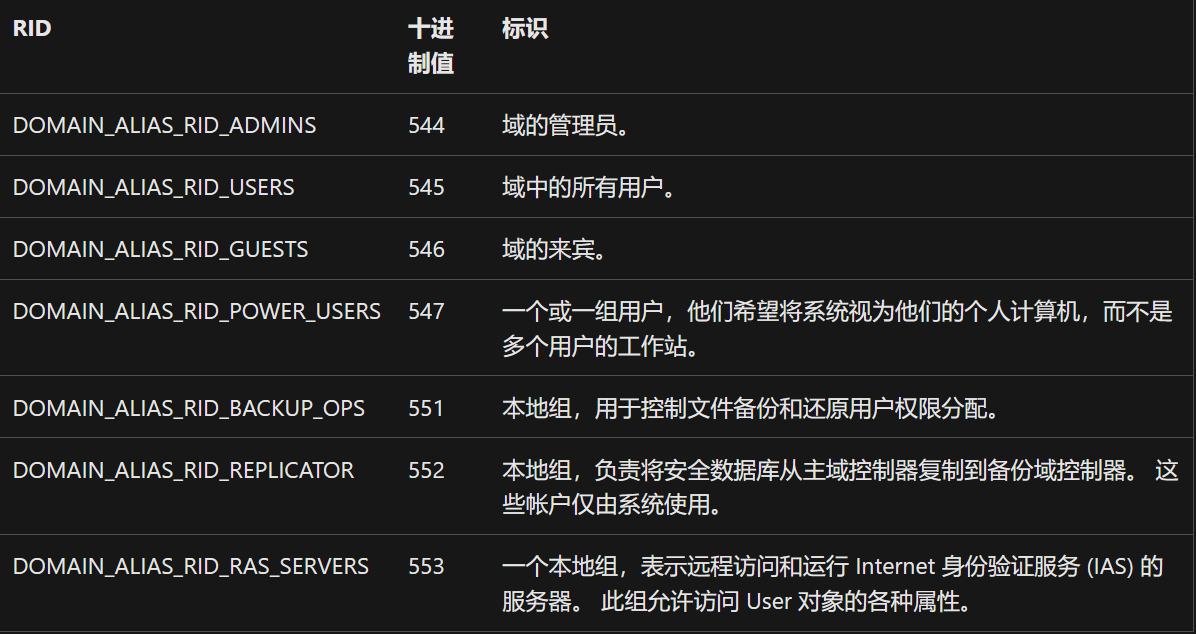 RID 十进制值 标识
DOMAIN_ALIAS_RID_ADMINS 544 域的管理员。
DOMAIN_ALIAS_RID_USERS 545 域中的所有用户。
DOMAIN_ALIAS_RID_GUESTS 546 域的来宾。
DOMAIN_ALIAS_RID_POWER_USERS 547 一个或一组用户，他们希望将系统视为他们的个人计算机，而不是
多个用户的工作站。
DOMAIN_ALIAS_RID_BACKUP_OPS 551 本地组，用于控制文件备份和还原用户权限分配。
DOMAIN_ALIAS_RID_REPLICATOR 552 本地组，负责将安全数据库从主域控制器复制到备份域控制器。 这
些帐户仅由系统使用。
DOMAIN_ALIAS_RID_RAS_SERVERS 553 一个本地组，表示远程访问和运行 Internet 身份验证服务 (IAS) 的
服务器。 此组允许访问 User 对象的各种属性。